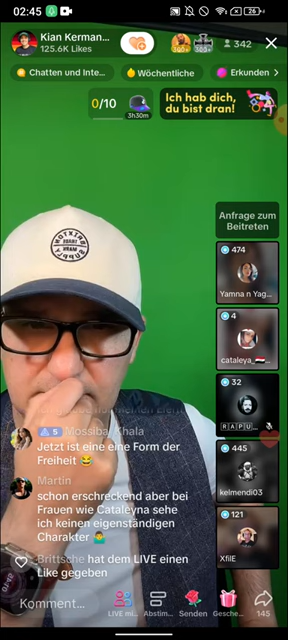 02:45
26
Kian Kerman...
125.6K Likes
300+
300+
342
Chatten und Inte...
Wöchentliche
Erkunden
0/10
3h30m
Ich hab dich,
du bist dran!
Anfrage zum
Beitreten
474
Yamna n Yag...
4
cataleya_
32
R A P U...
445
kelmendi03
121
XfilE
5 Mossiba_Khala
Jetzt ist eine eine Form der
Freiheit 😂
Martin
schon erschreckend aber bei
Frauen wie Cataleyna sehe
ich keinen eigenständigen
Charakter 🤷‍♂️
Brittsche hat dem LIVE einen
Like gegeben
Komment...
LIVE mi...
Abstim...
Senden
Gesche...
145